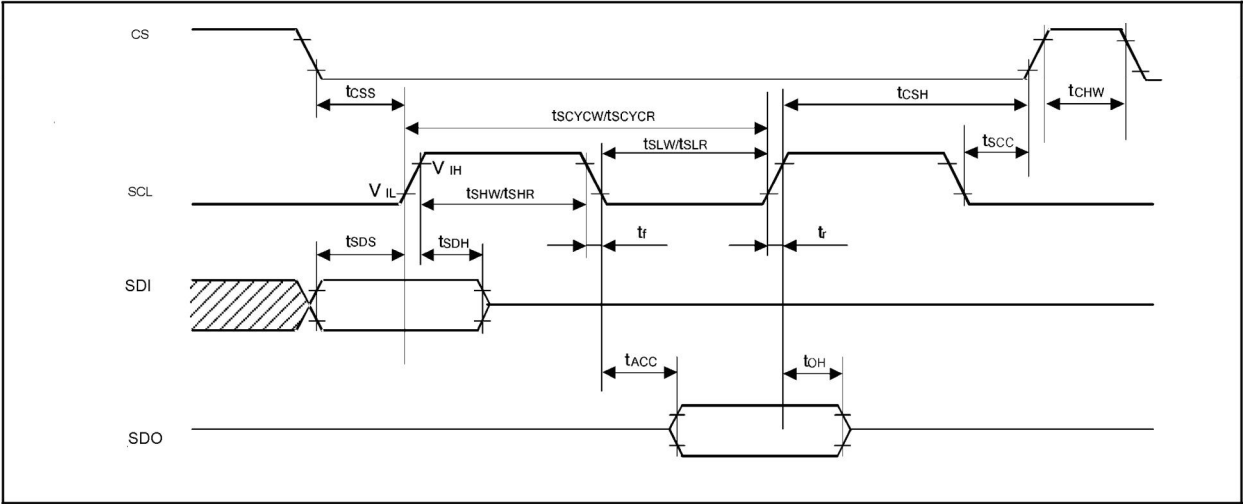 CS
tCSS
tCSH
tCHW
tSCYCW/tSCYCR
tSLW/tSLR
tSCC
SCL
V IL
V IH
tSHW/tSHR
tf
tr
tSDS
tSDH
SDI
tACC
tOH
SDO